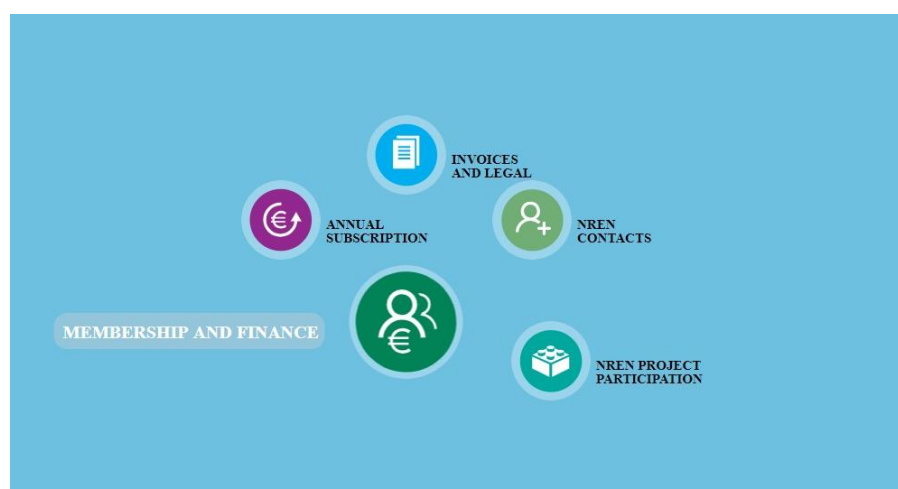 INVOICES
AND LEGAL
ANNUAL
SUBSCRIPTION
NREN
CONTACTS
MEMBERSHIP AND FINANCE
NREN PROJECT
PARTICIPATION